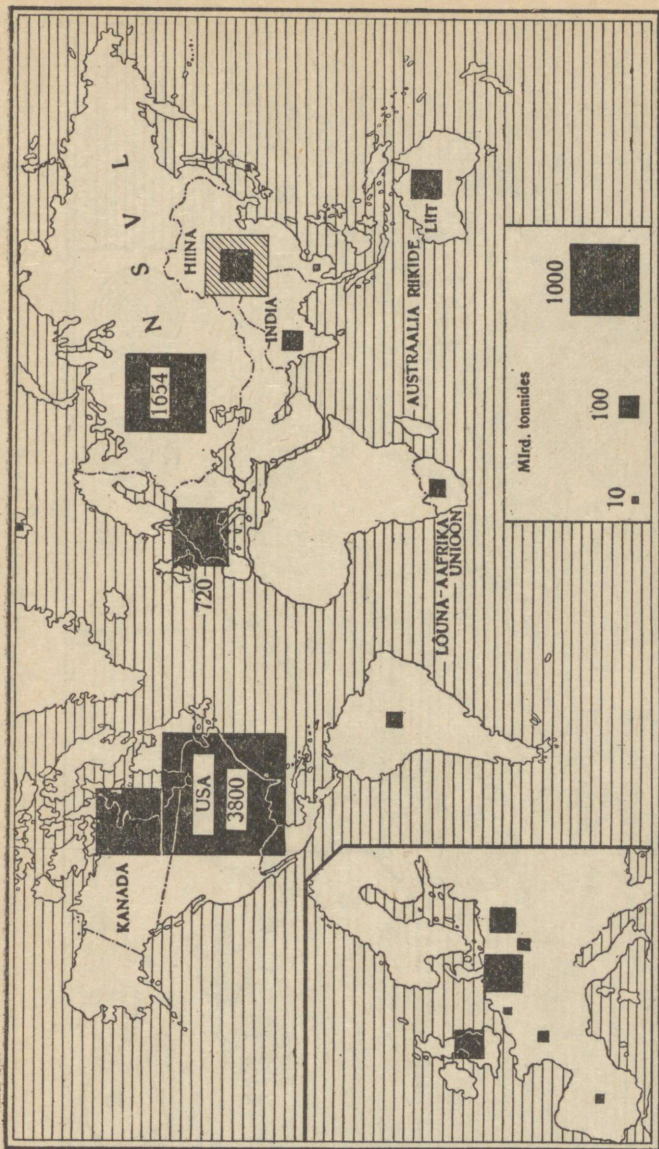 KANADA
USA
3800
720
1654
N S V L
HIINA
INDIA
AUSTRAALIA RIIKIDE
LIIT
LÕUNA-AAFRIKA
UNIOON
Mlrd. tonnides
10
100
1000